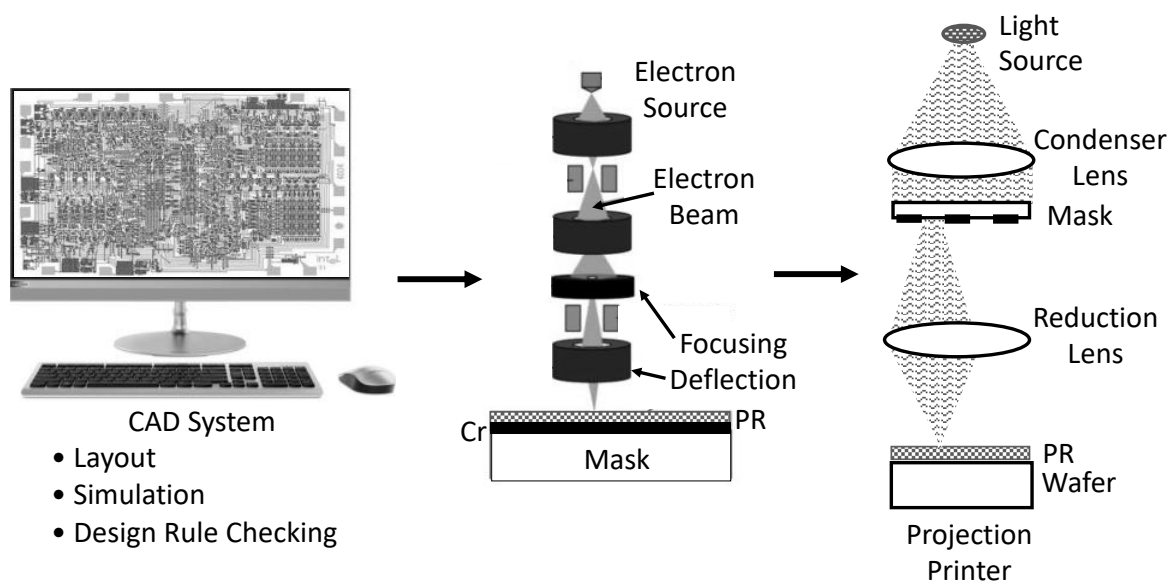 CAD System
• Layout
• Simulation
• Design Rule Checking
intel
Electron
Source
Electron
Beam
Focusing
Deflection
Cr
PR
Mask
Light
Source
Condenser
Lens
Mask
Reduction
Lens
PR
Wafer
Projection
Printer